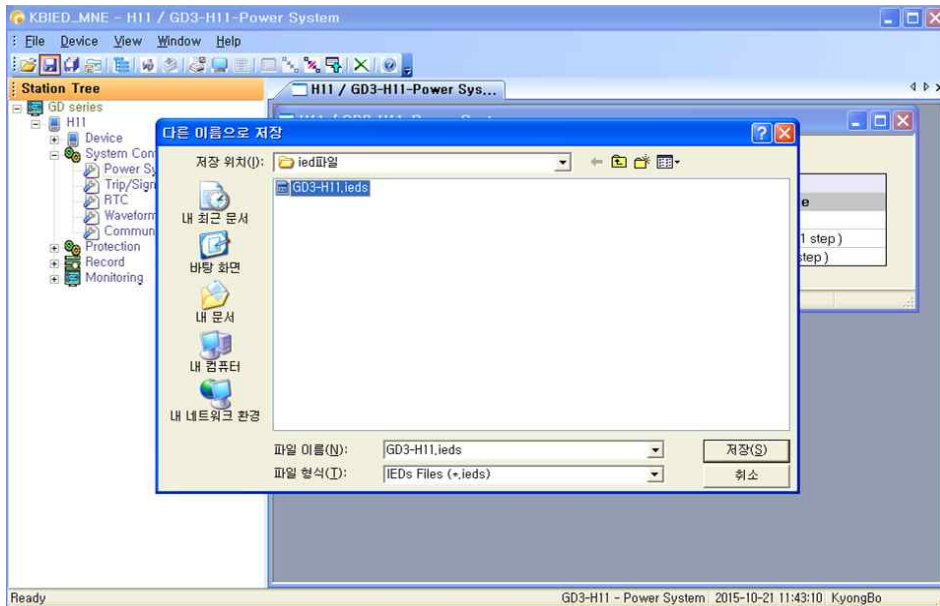 KBIED_MNE - H11 / GD3-H11-Power System
File Device View Window Help
Station Tree
H11 / GD3-H11-Power Sys...
GD series
H11
Device
System Con
Power Sy
Trip/Sign
RTC
Waveform
Commun
Protection
Record
Monitoring
다른 이름으로 저장
저장 위치(I):
ied파일
GD3-H11.ieds
내 최근 문서
바탕 화면
내 문서
내 컴퓨터
내 네트워크 환경
파일 이름(N):
GD3-H11.ieds
저장(S)
파일 형식(T):
IEDs Files (*.ieds)
취소
e
1 step )
step )
Ready
GD3-H11 - Power System 2015-10-21 11:43:10 KyongBo